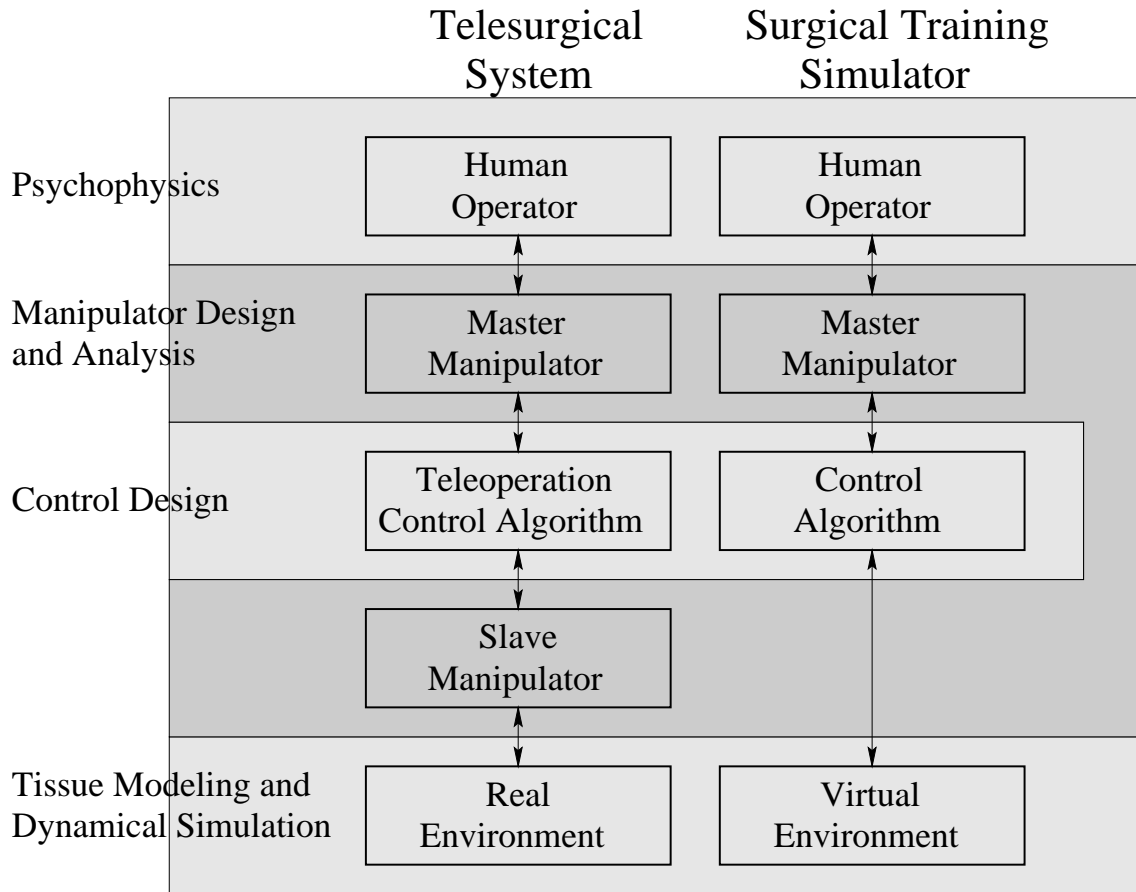 Telesurgical
System
Surgical Training
Simulator
Psychophysics
Human
Operator
Human
Operator
Manipulator Design
and Analysis
Master
Manipulator
Master
Manipulator
Control Design
Teleoperation
Control Algorithm
Control
Algorithm
Slave
Manipulator
Tissue Modeling and
Dynamical Simulation
Real
Environment
Virtual
Environment